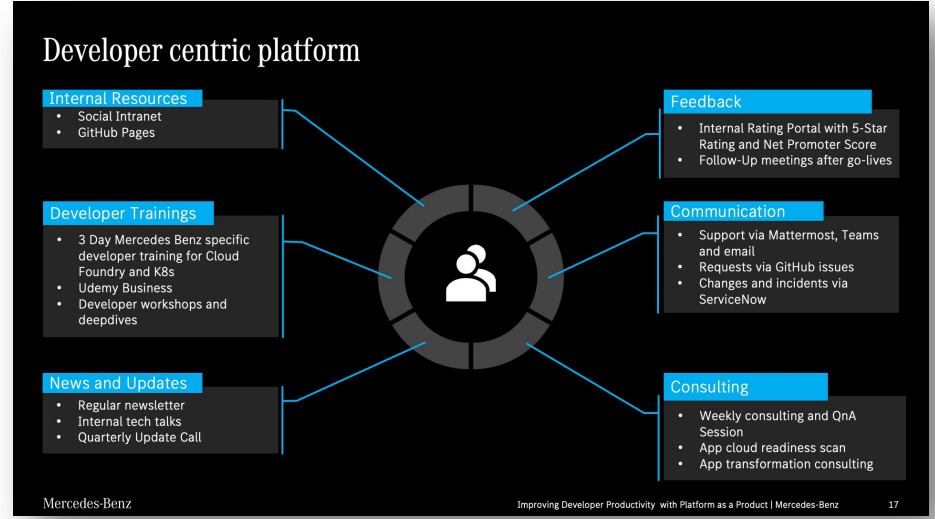 Developer centric platform
Internal Resources
• Social Intranet
• GitHub Pages
Developer Trainings
• 3 Day Mercedes Benz specific
developer training for Cloud
Foundry and K8s
• Udemy Business
• Developer workshops and
deepdives
News and Updates
• Regular newsletter
• Internal tech talks
• Quarterly Update Call
Feedback
• Internal Rating Portal with 5-Star
Rating and Net Promoter Score
• Follow-Up meetings after go-lives
Communication
• Support via Mattermost, Teams
and email
• Requests via GitHub issues
• Changes and incidents via
ServiceNow
Consulting
• Weekly consulting and QnA
Session
• App cloud readiness scan
• App transformation consulting
Mercedes-Benz
Improving Developer Productivity with Platform as a Product | Mercedes-Benz
17